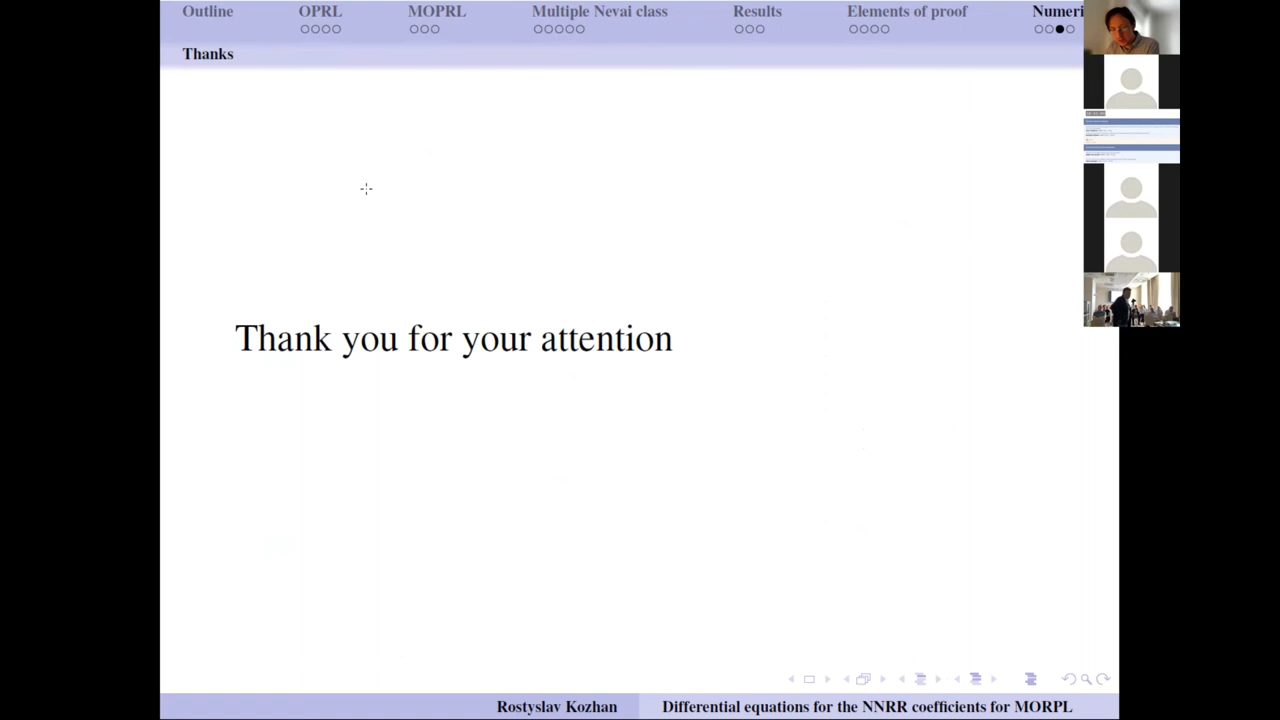 Outline OPRL MOPRL Multiple Nevai class Results Elements of proof Numeri
Thanks
Thank you for your attention
Rostyslav Kozhan Differential equations for the NNRR coefficients for MORPL